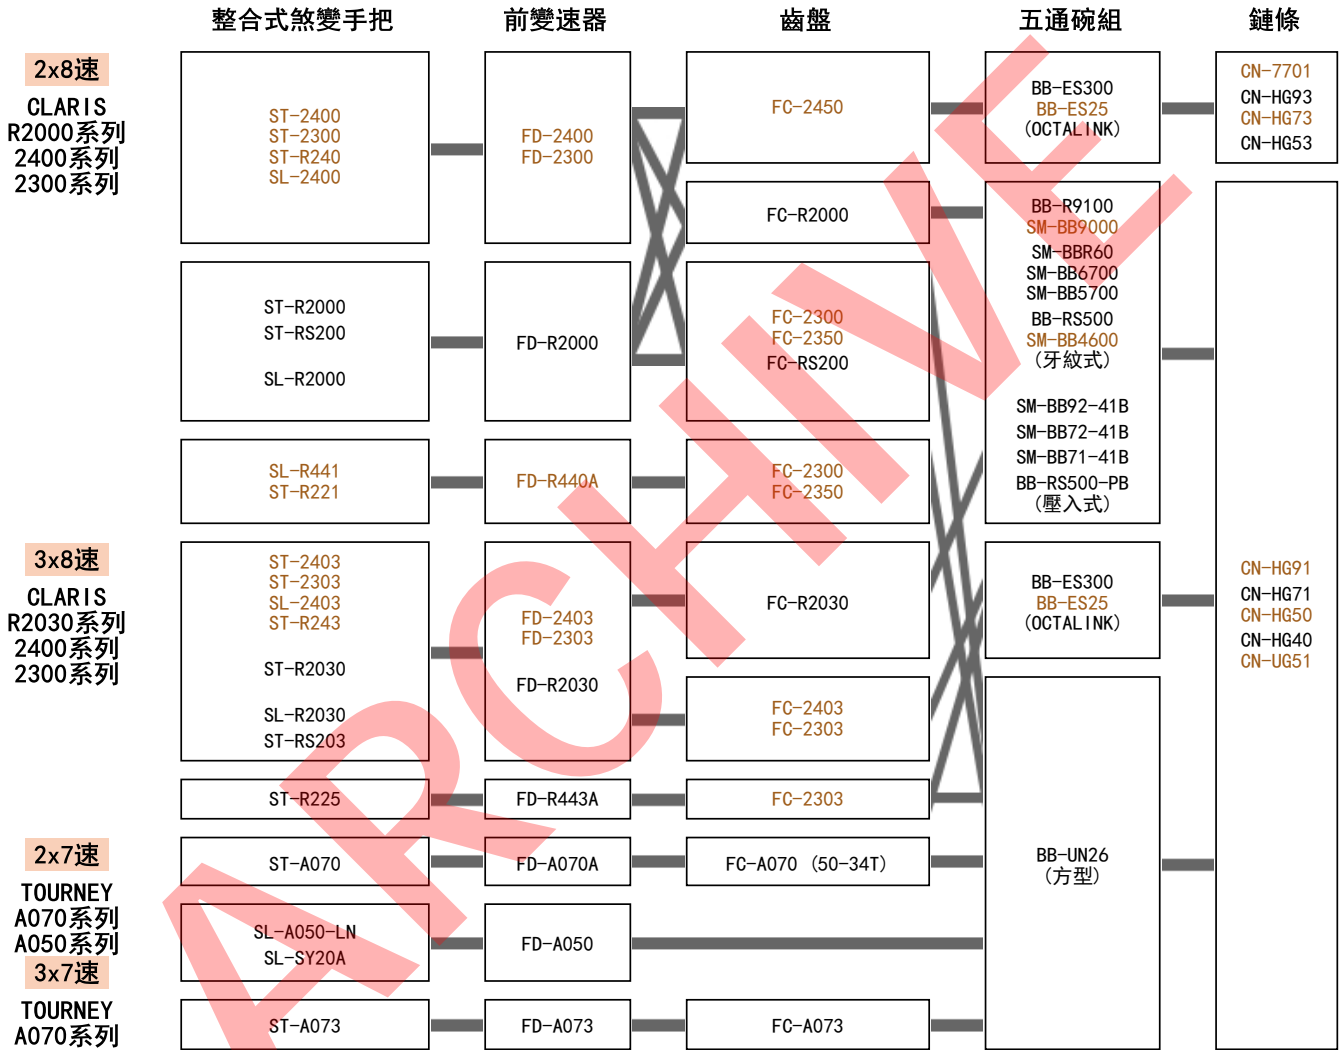 整合式煞變手把
前變速器
齒盤
五通碗組
鏈條
2x8速
CLARIS
R2000系列
2400系列
2300系列
ST-2400
ST-2300
ST-R240
SL-2400
FD-2400
FD-2300
FC-2450
BB-ES300
BB-ES25
(OCTALINK)
CN-7701
CN-HG93
CN-HG73
CN-HG53
FC-R2000
BB-R9100
SM-BB9000
SM-BBR60
SM-BB6700
SM-BB5700
BB-RS500
SM-BB4600
(牙紋式)
SM-BB92-41B
SM-BB72-41B
SM-BB71-41B
BB-RS500-PB
(壓入式)
ST-R2000
ST-RS200
SL-R2000
FD-R2000
FC-2300
FC-2350
FC-RS200
SL-R441
ST-R221
FD-R440A
FC-2300
FC-2350
3x8速
CLARIS
R2030系列
2400系列
2300系列
ST-2403
ST-2303
SL-2403
ST-R243
ST-R2030
SL-R2030
ST-RS203
FD-2403
FD-2303
FD-R2030
FC-R2030
BB-ES300
BB-ES25
(OCTALINK)
CN-HG91
CN-HG71
CN-HG50
CN-HG40
CN-UG51
FC-2403
FC-2303
ST-R225
FD-R443A
FC-2303
2x7速
TOURNEY
A070系列
A050系列
ST-A070
FD-A070A
FC-A070 (50-34T)
BB-UN26
(方型)
SL-A050-LN
SL-SY20A
FD-A050
3x7速
TOURNEY
A070系列
ST-A073
FD-A073
FC-A073
ARCHIVE